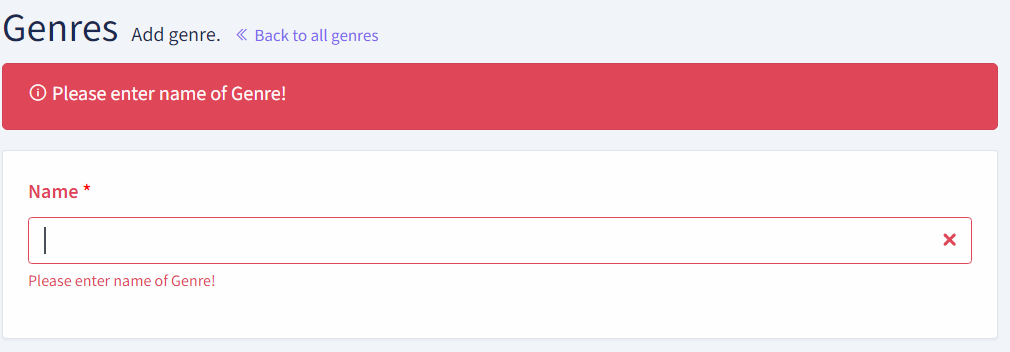 Genres Add genre. « Back to all genres
Please enter name of Genre!
Name *
Please enter name of Genre!